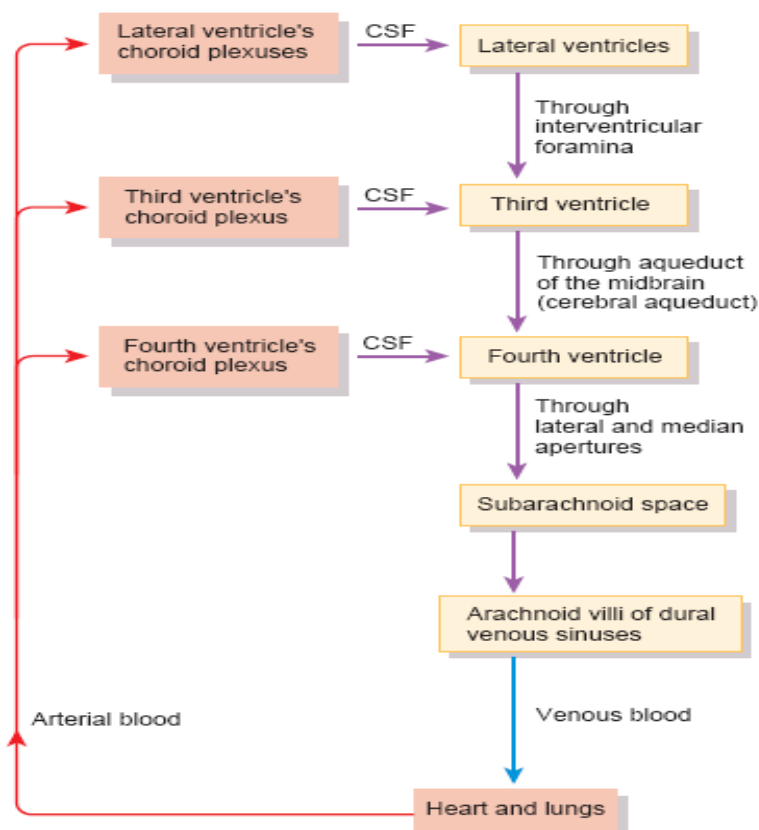 Lateral ventricle's
choroid plexuses
CSF
Lateral ventricles
Through
interventricular
foramina
Third ventricle's
choroid plexus
CSF
Third ventricle
Through aqueduct
of the midbrain
(cerebral aqueduct)
Fourth ventricle's
choroid plexus
CSF
Fourth ventricle
Through
lateral and median
apertures
Subarachnoid space
Arachnoid villi of dural
venous sinuses
Arterial blood
Venous blood
Heart and lungs